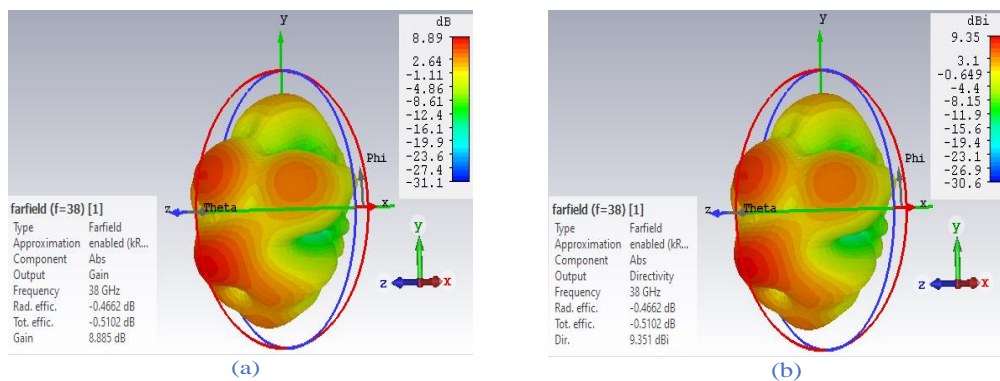 y
dB
8.89
2.64
-1.11
-4.86
-8.61
-12.4
-16.1
-19.9
-23.6
-27.4
-31.1
Phi
z
Theta
x
farfield (f=38) [1]
Type Farfield
Approximation enabled (kR...
Component Abs
Output Gain
Frequency 38 GHz
Rad. effic. -0.4662 dB
Tot. effic. -0.5102 dB
Gain 8.885 dB
y
z x
(a)
y
dBi
9.35
3.1
-0.649
-4.4
-8.15
-11.9
-15.6
-19.4
-23.1
-26.9
-30.6
Phi
z
Theta
x
farfield (f=38) [1]
Type Farfield
Approximation enabled (kR...
Component Abs
Output Directivity
Frequency 38 GHz
Rad. effic. -0.4662 dB
Tot. effic. -0.5102 dB
Dir. 9.351 dBi
y
z x
(b)